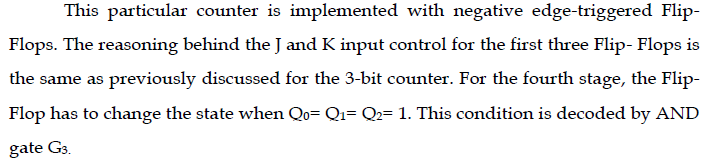 This particular counter is implemented with negative edge-triggered Flip-
Flops. The reasoning behind the J and K input control for the first three Flip- Flops is
the same as previously discussed for the 3-bit counter. For the fourth stage, the Flip-
Flop has to change the state when Q₀= Q₁= Q₂= 1. This condition is decoded by AND
gate G₃.